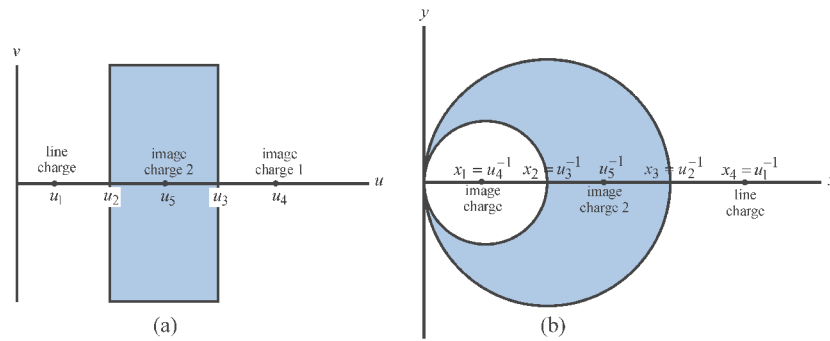 v
line
charge
image
charge 2
image
charge 1
u
u₁
u₂
u₅
u₃
u₄
(a)
y
x₁ = u₄⁻¹
x₂ = u₃⁻¹
u₅⁻¹
x₃ = u₂⁻¹
x₄ = u₁⁻¹
image
charge
image
charge 2
line
charge
(b)